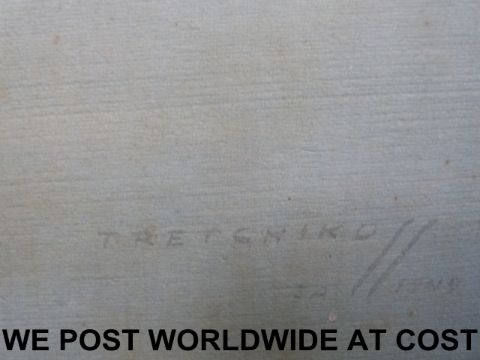 TRETCHIKO
WE POST WORLDWIDE AT COST